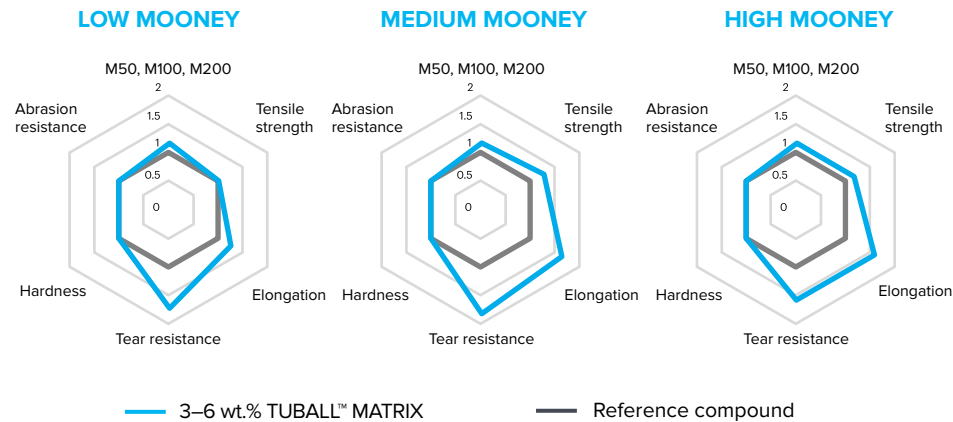 LOW MOONEY
M50, M100, M200
2
Abrasion
resistance
Tensile
strength
1.5
1
0.5
0
Hardness
Elongation
Tear resistance
MEDIUM MOONEY
M50, M100, M200
2
Abrasion
resistance
Tensile
strength
1.5
1
0.5
0
Hardness
Elongation
Tear resistance
HIGH MOONEY
M50, M100, M200
2
Abrasion
resistance
Tensile
strength
1.5
1
0.5
0
Hardness
Elongation
Tear resistance
3–6 wt.% TUBALL™ MATRIX
Reference compound